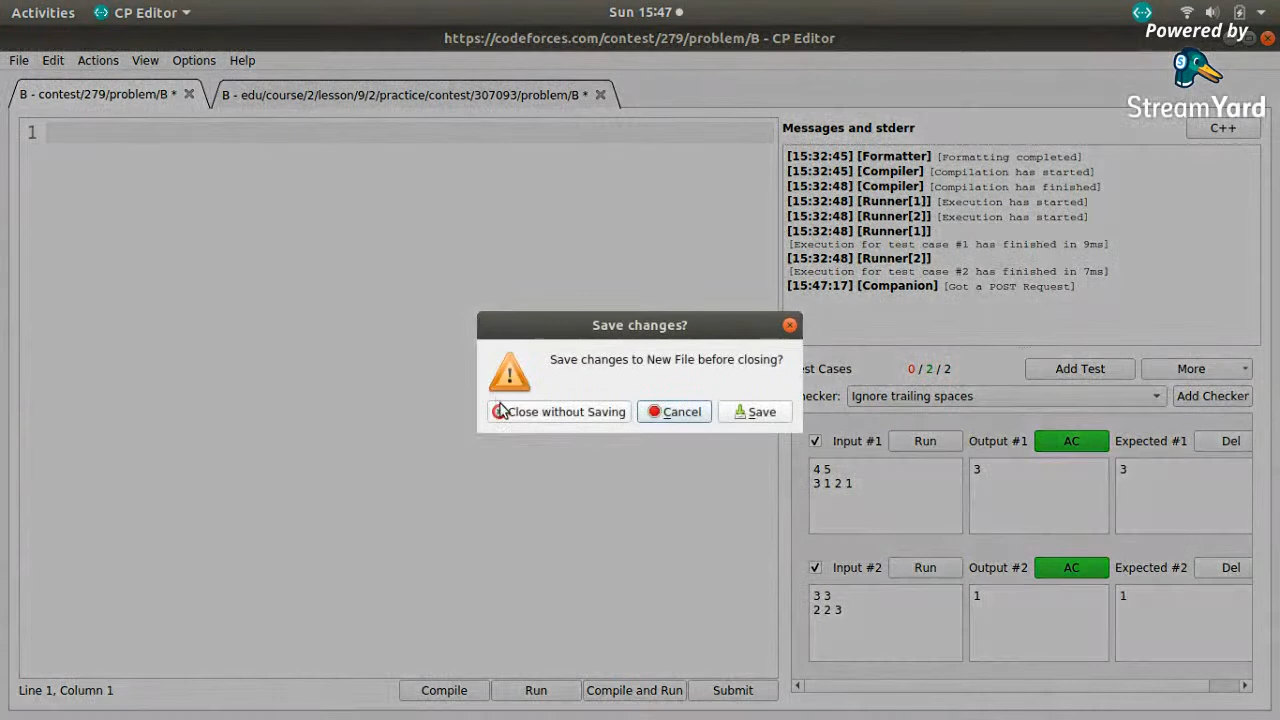 Activities
CP Editor
Sun 15:47
Powered by
StreamYard
https://codeforces.com/contest/279/problem/B - CP Editor
File Edit Actions View Options Help
B - contest/279/problem/B *
B - edu/course/2/lesson/9/2/practice/contest/307093/problem/B *
1
Messages and stderr
C++
[15:32:45] [Formatter] [Formatting completed]
[15:32:45] [Compiler] [Compilation has started]
[15:32:48] [Compiler] [Compilation has finished]
[15:32:48] [Runner[1]] [Execution has started]
[15:32:48] [Runner[2]] [Execution has started]
[15:32:48] [Runner[1]]
[Execution for test case #1 has finished in 9ms]
[15:32:48] [Runner[2]]
[Execution for test case #2 has finished in 7ms]
[15:47:17] [Companion] [Got a POST Request]
Save changes?
Save changes to New File before closing?
Close without Saving
Cancel
Save
st Cases
0 / 2 / 2
Add Test
More
hecker:
Ignore trailing spaces
Add Checker
Input #1
Run
Output #1
AC
Expected #1
Del
4 5
3 1 2 1
3
3
Input #2
Run
Output #2
AC
Expected #2
Del
3 3
2 2 3
1
1
Line 1, Column 1
Compile
Run
Compile and Run
Submit